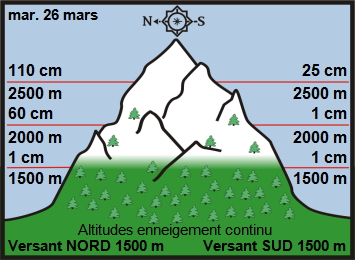 mar. 26 mars
N S
110 cm 25 cm
2500 m 2500 m
60 cm 1 cm
2000 m 2000 m
1 cm 1 cm
1500 m 1500 m
Altitudes enneigement continu
Versant NORD 1500 m Versant SUD 1500 m